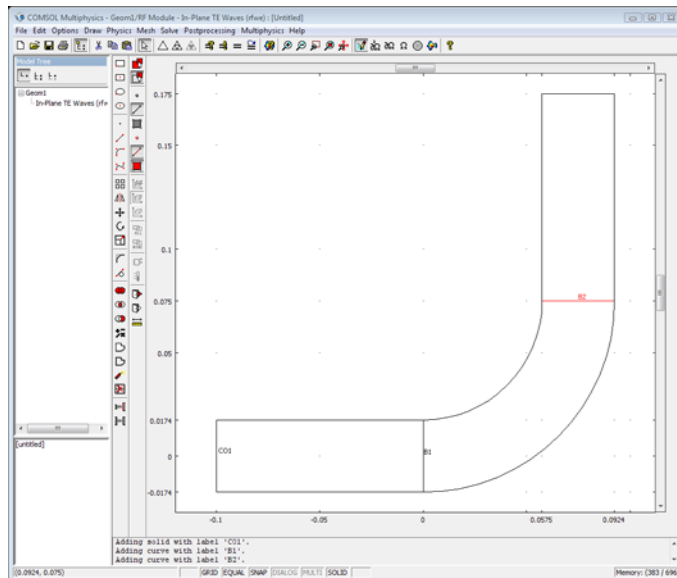 COMSOL Multiphysics - Geom1/RF Module - In-Plane TE Waves (rfwe) : [Untitled]
File Edit Options Draw Physics Mesh Solve Postprocessing Multiphysics Help
Model Tree
Geom1
In-Plane TE Waves (rfw
0.175
0.15
0.1
0.075
B2
0.05
0.0174
CO1
B1
0
-0.0174
-0.1
-0.05
0
0.0575
0.0924
[untitled]
Adding solid with label 'CO1'.
Adding curve with label 'B1'.
Adding curve with label 'B2'.
(0.0924, 0.075)
GRID EQUAL SNAP DIALOG MULTI SOLID
Memory: (383 / 696